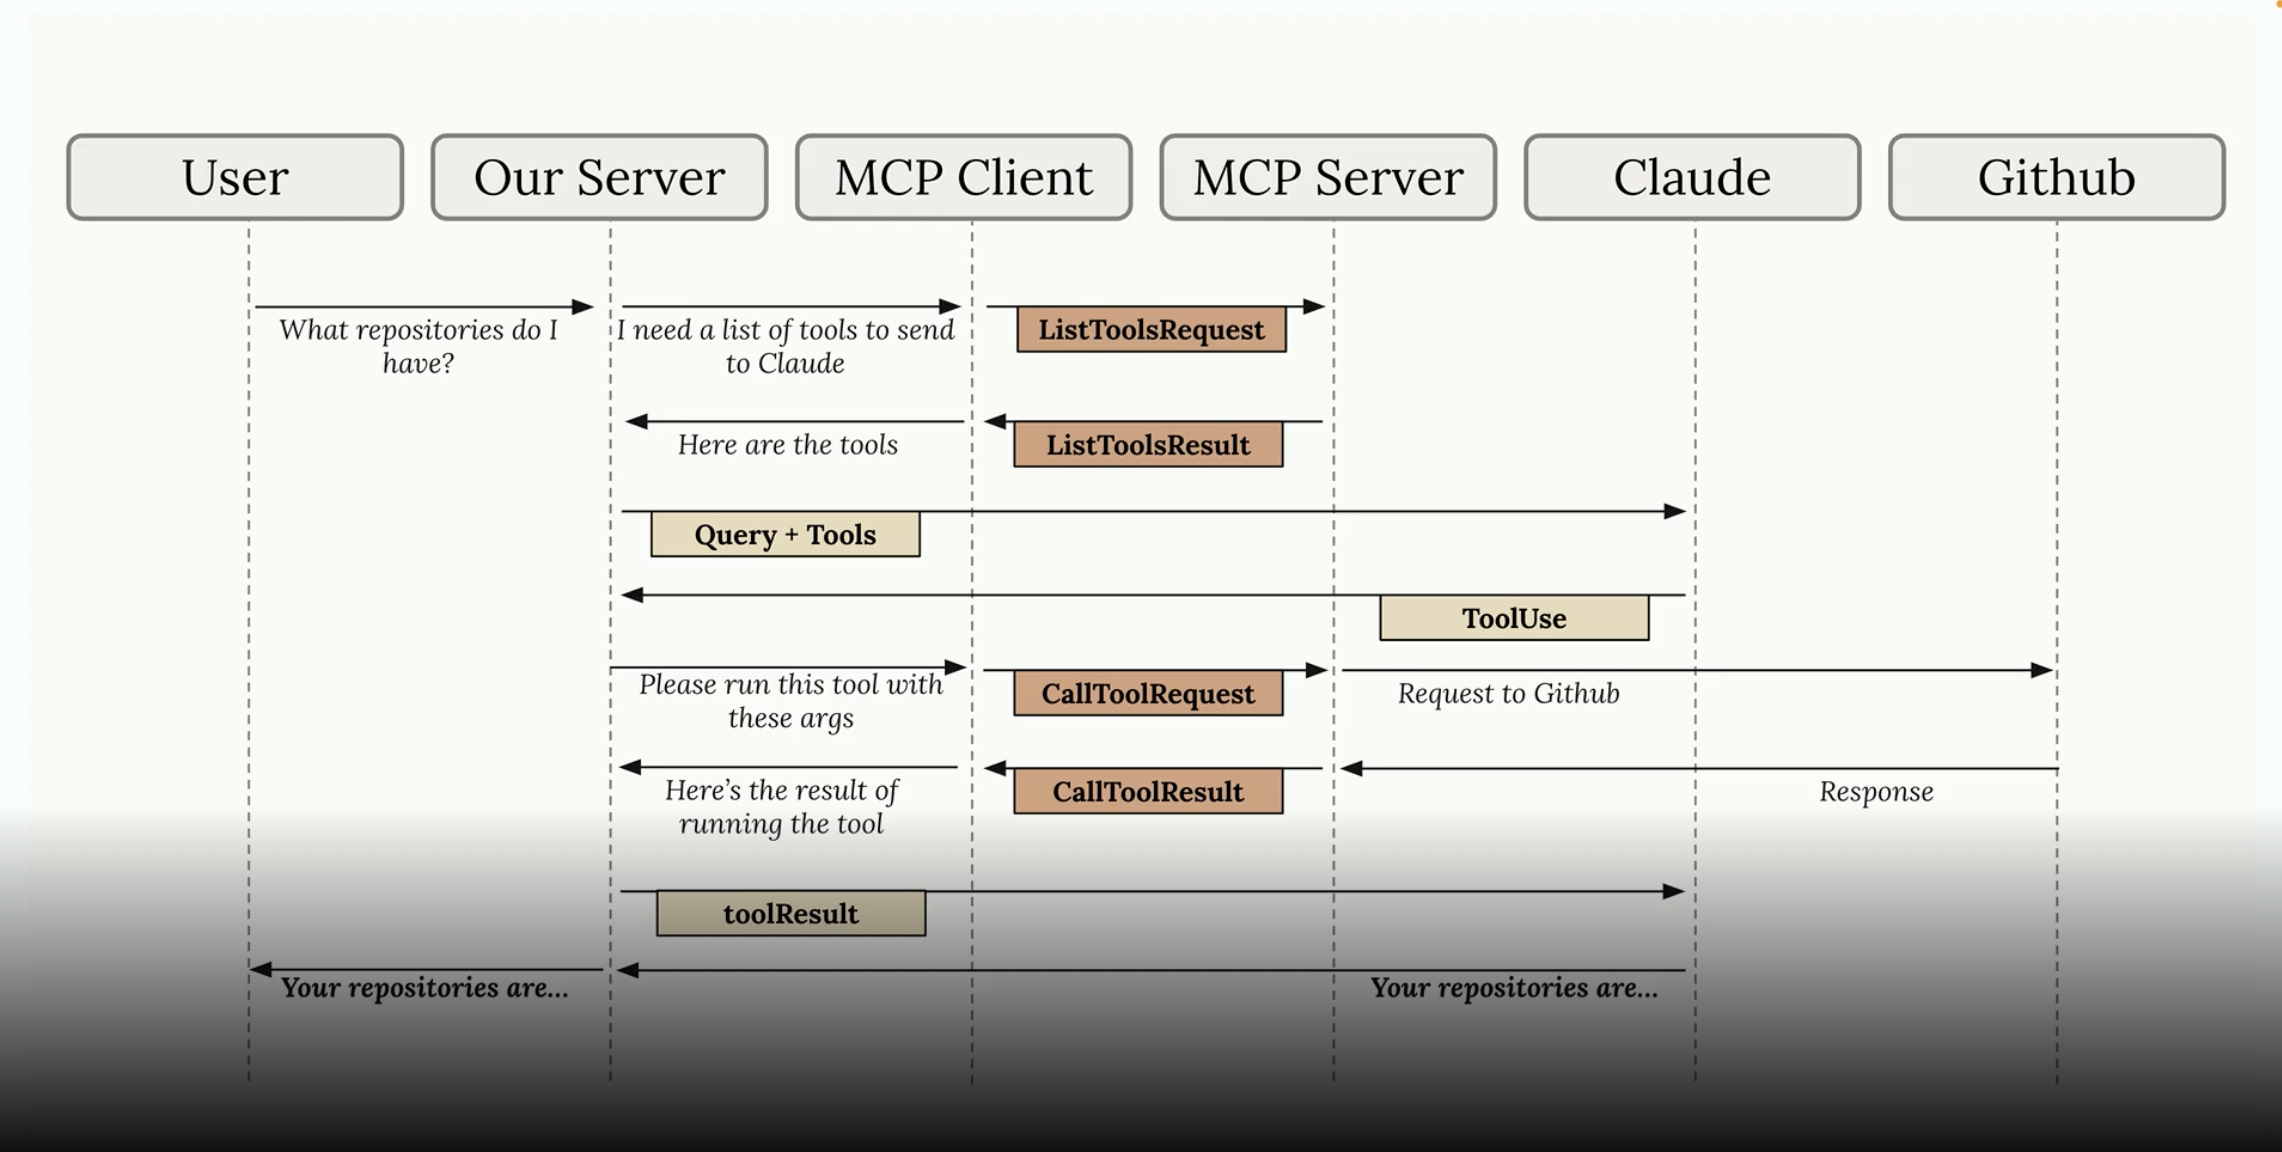 User
Our Server
MCP Client
MCP Server
Claude
Github
What repositories do I
have?
I need a list of tools to send
to Claude
ListToolsRequest
Here are the tools
ListToolsResult
Query + Tools
ToolUse
Please run this tool with
these args
CallToolRequest
Request to Github
Here’s the result of
running the tool
CallToolResult
Response
toolResult
Your repositories are...
Your repositories are...